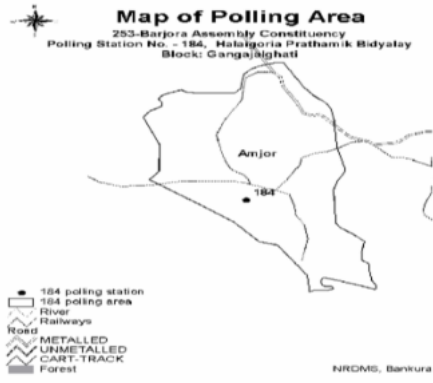 Map of Polling Area
253-Barjora Assembly Constituency
Polling Station No. - 184, Halaigoria Prathamik Bidyalay
Block: Gangajalghati
Amjor
184
184 polling station
184 polling area
River
Railways
Road
METALLED
UNMETALLED
CART-TRACK
Forest
NRDMS, Bankura